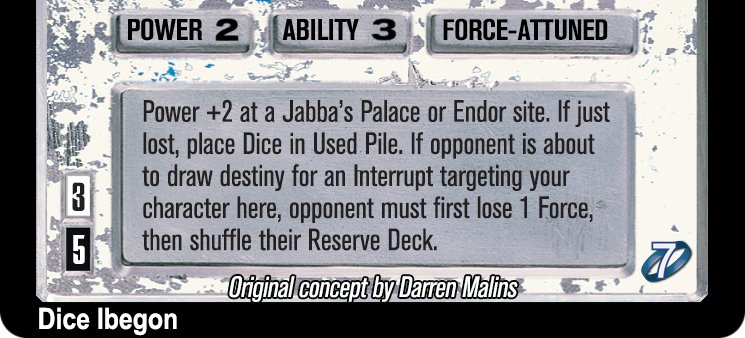 POWER 2 ABILITY 3 FORCE-ATTUNED
Power +2 at a Jabba's Palace or Endor site. If just
lost, place Dice in Used Pile. If opponent is about
to draw destiny for an Interrupt targeting your
character here, opponent must first lose 1 Force,
then shuffle their Reserve Deck.
3
5
7
Original concept by Darren Malins
Dice Ibegon